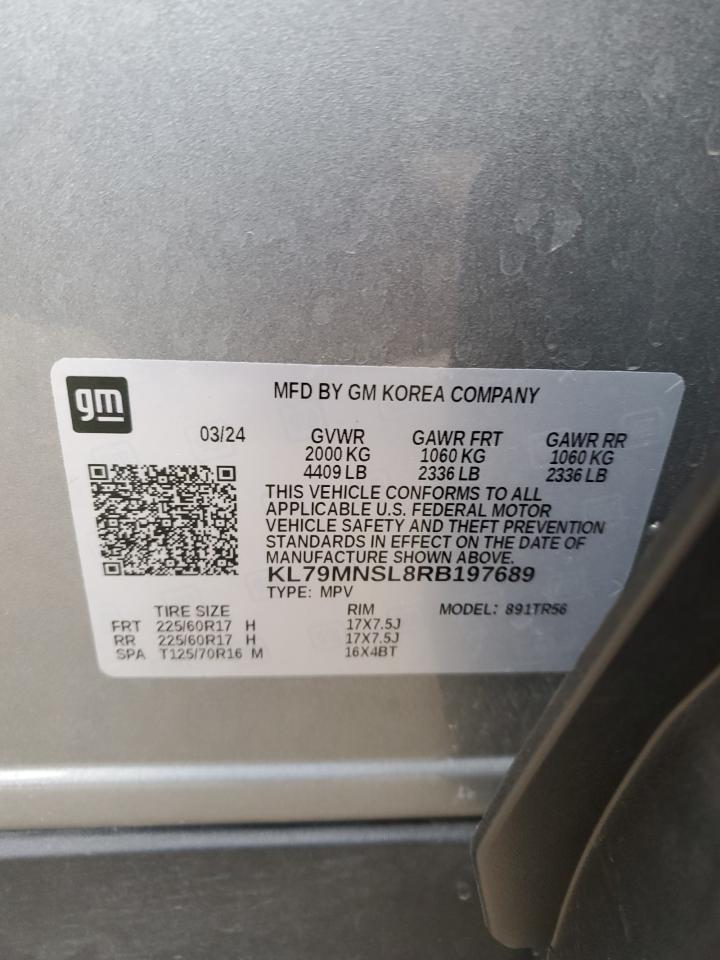 gm
MFD BY GM KOREA COMPANY
03/24 GVWR GAWR FRT GAWR RR
2000 KG 1060 KG 1060 KG
4409 LB 2336 LB 2336 LB
THIS VEHICLE CONFORMS TO ALL
APPLICABLE U.S. FEDERAL MOTOR
VEHICLE SAFETY AND THEFT PREVENTION
STANDARDS IN EFFECT ON THE DATE OF
MANUFACTURE SHOWN ABOVE.
KL79MNSL8RB197689
TYPE: MPV
TIRE SIZE RIM MODEL: 891TR56
FRT 225/60R17 H 17X7.5J
RR 225/60R17 H 17X7.5J
SPA T125/70R16 M 16X4BT